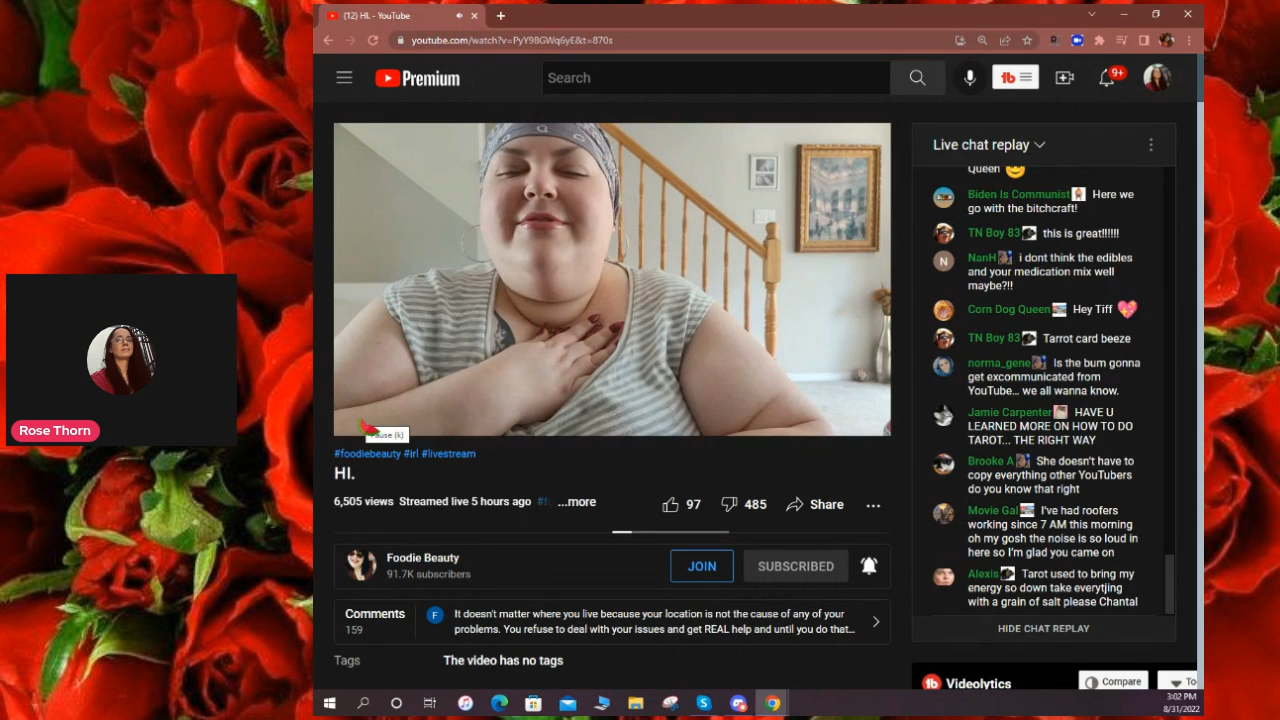 (12) HI. - YouTube
youtube.com/watch?v=PyY9BGWq6yE&t=870s
Premium
Search
9+
Live chat replay
Queen
Biden Is Communist Here we
go with the bitchcraft!
TN Boy 83 this is great!!!!!!
NanH i dont think the edibles
and your medication mix well
maybe?!!
Corn Dog Queen Hey Tiff
TN Boy 83 Tarrot card beeze
norma_gene Is the bum gonna
get excommunicated from
YouTube... we all wanna know.
Jamie Carpenter HAVE U
LEARNED MORE ON HOW TO DO
TAROT... THE RIGHT WAY
Brooke A She doesn't have to
copy everything other YouTubers
do you know that right
Movie Gal I've had roofers
working since 7 AM this morning
oh my gosh the noise is so loud in
here so I'm glad you came on
Alexis Tarot used to bring my
energy so down take everytjing
with a grain of salt please Chantal
HIDE CHAT REPLAY
Rose Thorn
Pause (k)
#foodiebeauty #irl #livestream
HI.
6,505 views Streamed live 5 hours ago #f ...more
97 485 Share
Foodie Beauty
91.7K subscribers
JOIN SUBSCRIBED
Comments
159
F
It doesn't matter where you live because your location is not the cause of any of your
problems. You refuse to deal with your issues and get REAL help and until you do that...
Tags The video has no tags
tb Videolytics Compare To
3:02 PM
8/31/2022